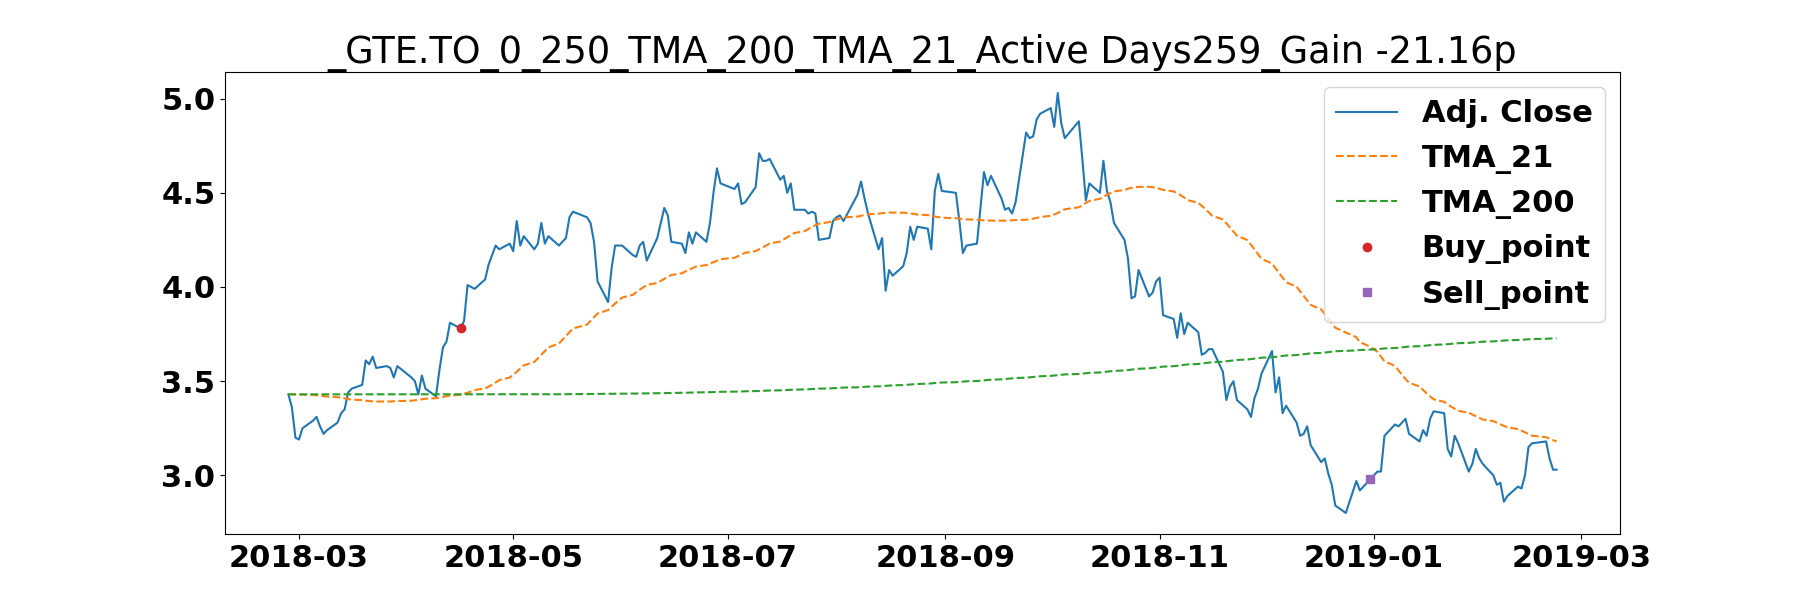 _GTE.TO_0_250_TMA_200_TMA_21_Active Days259_Gain -21.16p
5.0
4.5
4.0
3.5
3.0
Adj. Close
TMA_21
TMA_200
Buy_point
Sell_point
2018-03 2018-05 2018-07 2018-09 2018-11 2019-01 2019-03